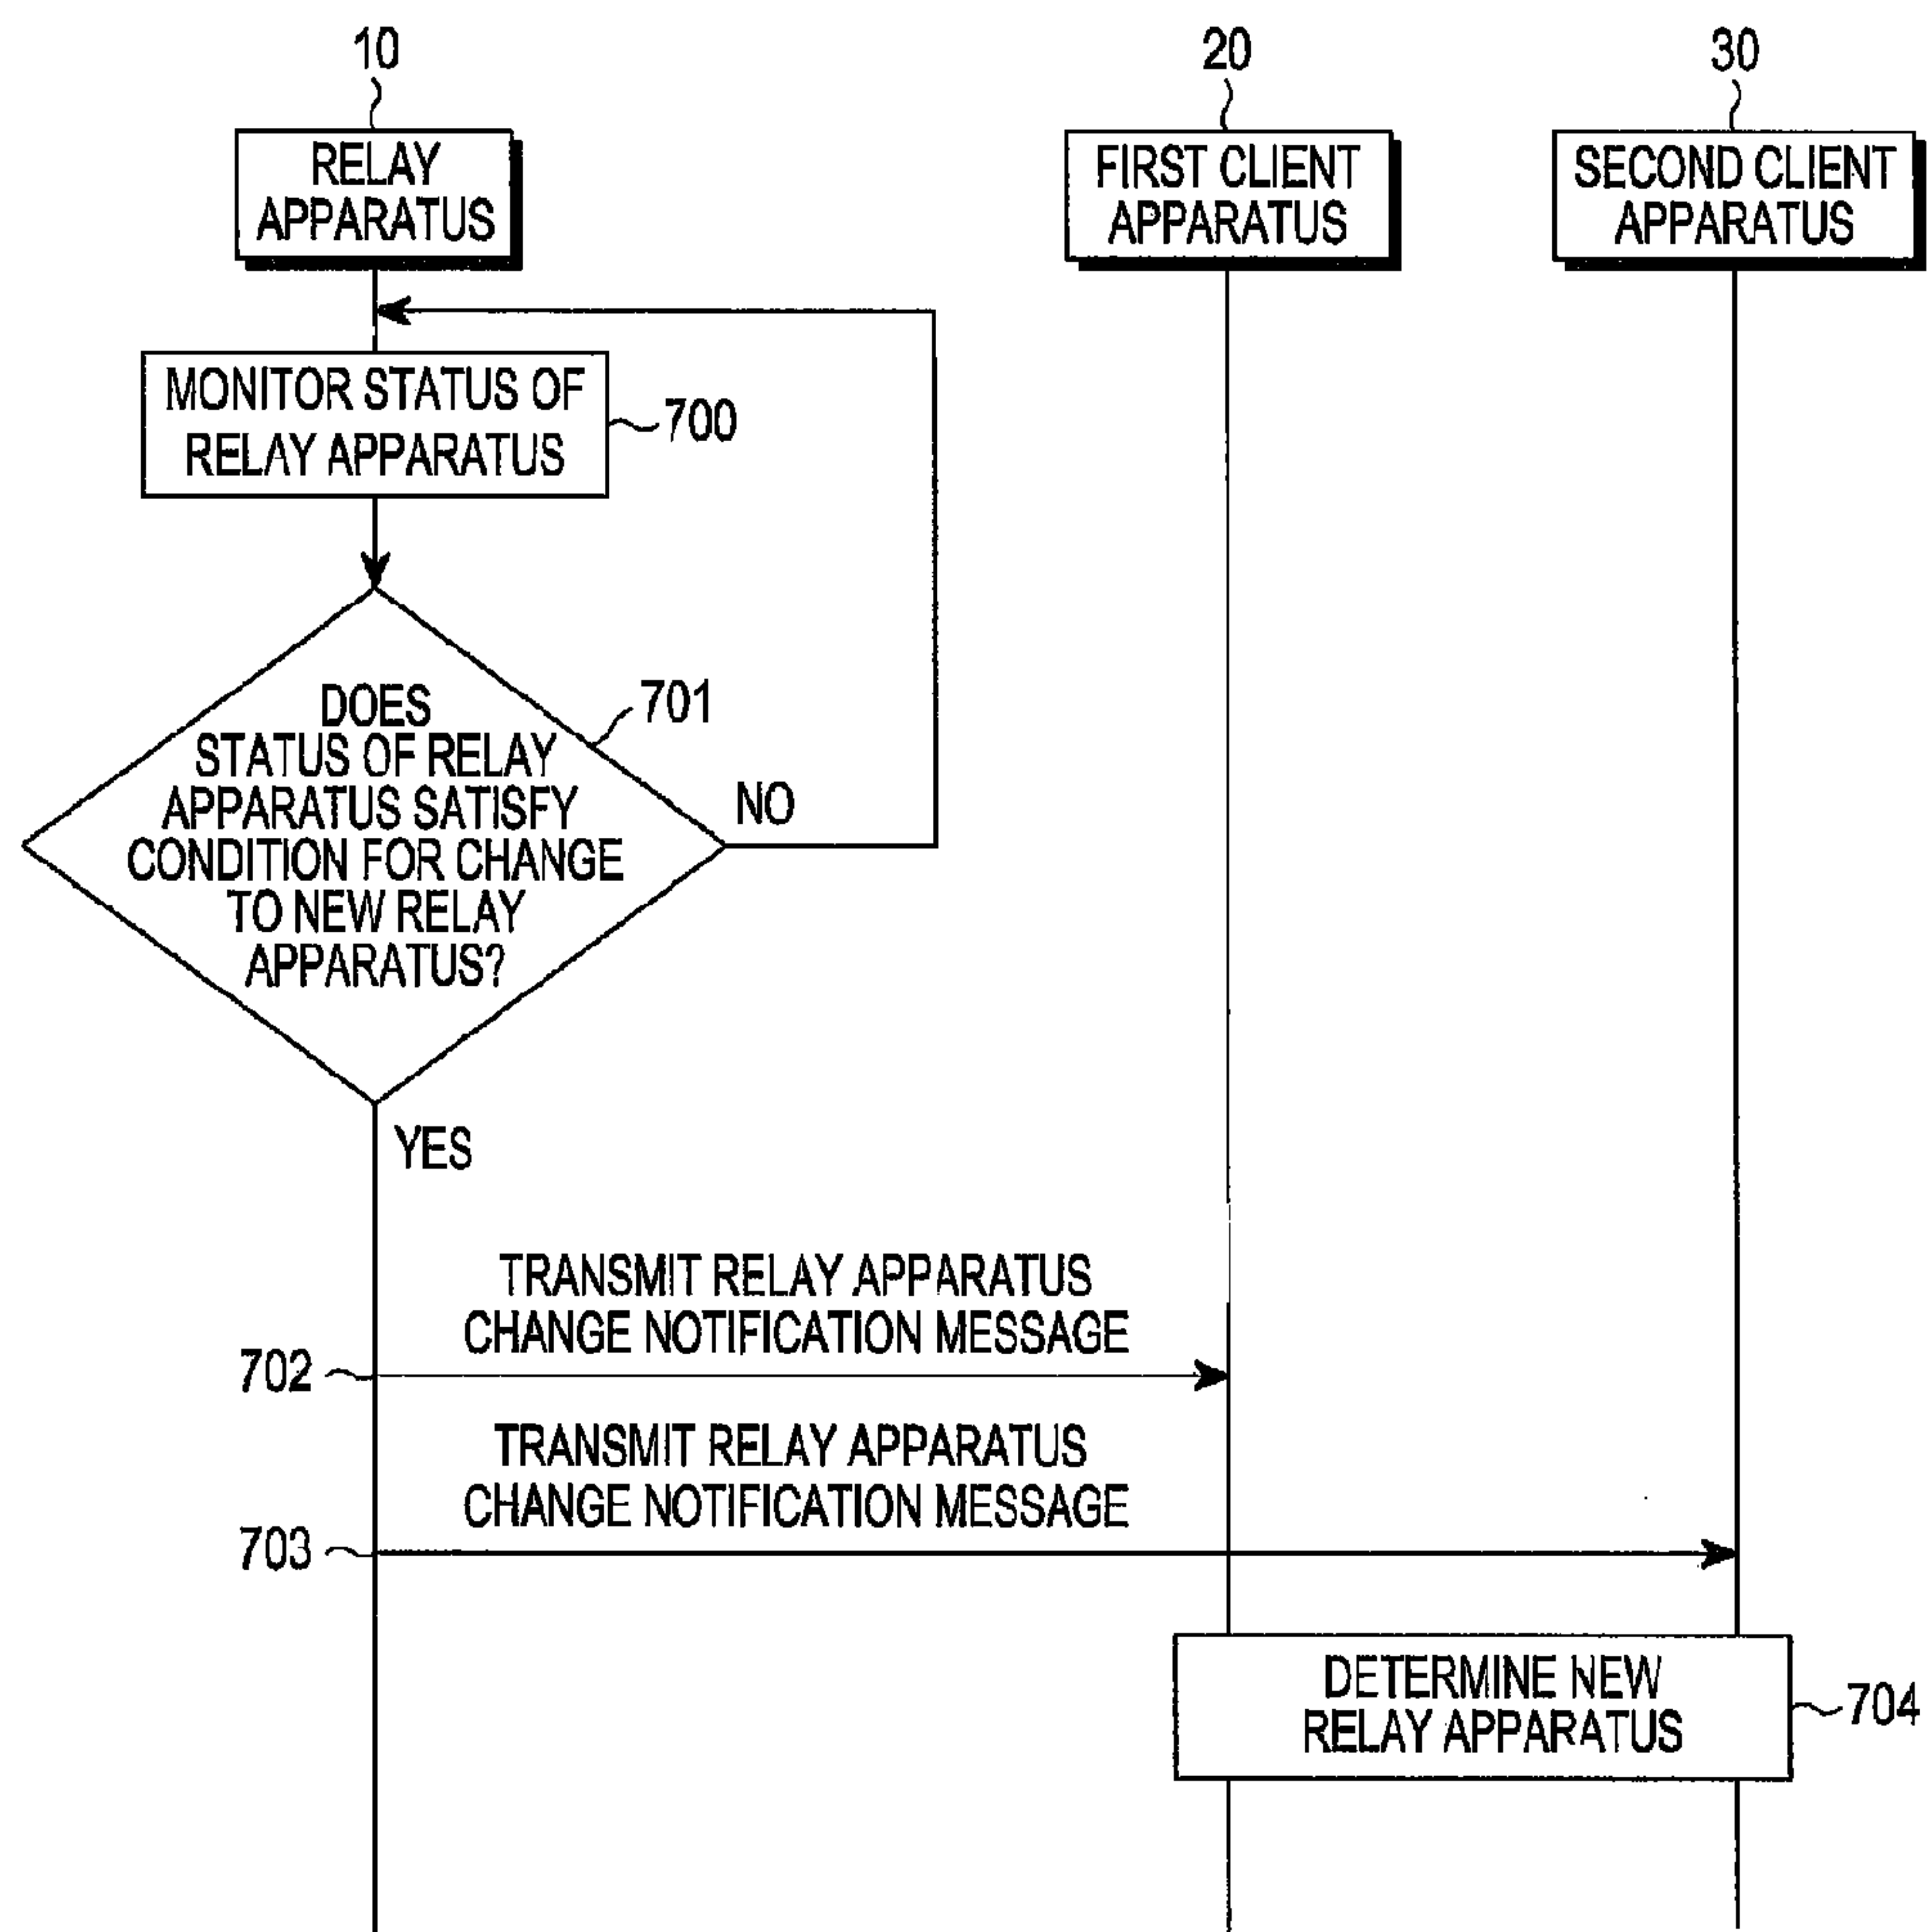 10
20
30
RELAY
APPARATUS
FIRST CLIENT
APPARATUS
SECOND CLIENT
APPARATUS
MONITOR STATUS OF
RELAY APPARATUS
700
DOES
STATUS OF RELAY
APPARATUS SATISFY
CONDITION FOR CHANGE
TO NEW RELAY
APPARATUS?
701
NO
YES
TRANSMIT RELAY APPARATUS
CHANGE NOTIFICATION MESSAGE
702
TRANSMIT RELAY APPARATUS
CHANGE NOTIFICATION MESSAGE
703
DETERMINE NEW
RELAY APPARATUS
704